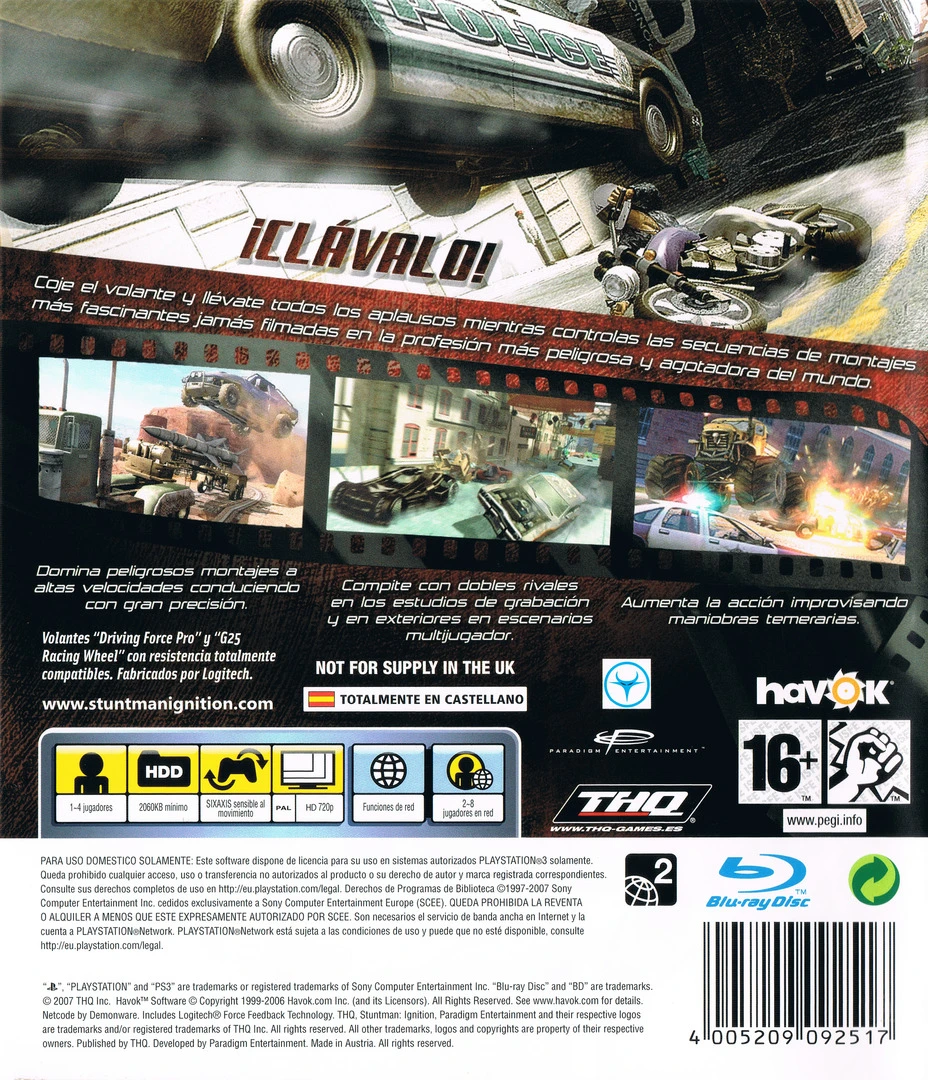 POLICE
¡CLÁVALO!
Coje el volante y llévate todos los aplausos mientras controlas las secuencias de montajes
más fascinantes jamás filmadas en la profesión más peligrosa y agotadora del mundo.
Domina peligrosos montajes a
altas velocidades conduciendo
con gran precisión.
Compite con dobles rivales
en los estudios de grabación
y en exteriores en escenarios
multijugador.
Aumenta la acción improvisando
maniobras temerarias.
Volantes "Driving Force Pro" y "G25
Racing Wheel" con resistencia totalmente
compatibles. Fabricados por Logitech.
www.stuntmanignition.com
NOT FOR SUPPLY IN THE UK
TOTALMENTE EN CASTELLANO
havok®
PARADIGM ENTERTAINMENT™
THQ®
WWW.THQ-GAMES.ES
16+
TM
TM
www.pegi.info
HDD
1-4 jugadores
2060KB mínimo
SIXAXIS sensible al
movimiento
PAL
HD 720p
Funciones de red
2-8
jugadores en red
PARA USO DOMESTICO SOLAMENTE: Este software dispone de licencia para su uso en sistemas autorizados PLAYSTATION®3 solamente.
Queda prohibido cualquier acceso, uso o transferencia no autorizados al producto o su derecho de autor y marca registrada correspondientes.
Consulte sus derechos completos de uso en http://eu.playstation.com/legal. Derechos de Programas de Biblioteca ©1997-2007 Sony
Computer Entertainment Inc. cedidos exclusivamente a Sony Computer Entertainment Europe (SCEE). QUEDA PROHIBIDA LA REVENTA
O ALQUILER A MENOS QUE ESTE EXPRESAMENTE AUTORIZADO POR SCEE. Son necesarios el servicio de banda ancha en Internet y la
cuenta a PLAYSTATION®Network. PLAYSTATION®Network está sujeta a las condiciones de uso y puede que no esté disponible, consulte
http://eu.playstation.com/legal.
2
Blu-ray Disc
TM
"", "PLAYSTATION" and "PS3" are trademarks or registered trademarks of Sony Computer Entertainment Inc. "Blu-ray Disc" and "BD" are trademarks.
© 2007 THQ Inc. Havok™ Software © Copyright 1999-2006 Havok.com Inc. (and its Licensors). All Rights Reserved. See www.havok.com for details.
Netcode by Demonware. Includes Logitech® Force Feedback Technology. THQ, Stuntman: Ignition, Paradigm Entertainment and their respective logos
are trademarks and/or registered trademarks of THQ Inc. All rights reserved. All other trademarks, logos and copyrights are property of their respective
owners. Published by THQ. Developed by Paradigm Entertainment. Made in Austria. All rights reserved.
4 005209 092517